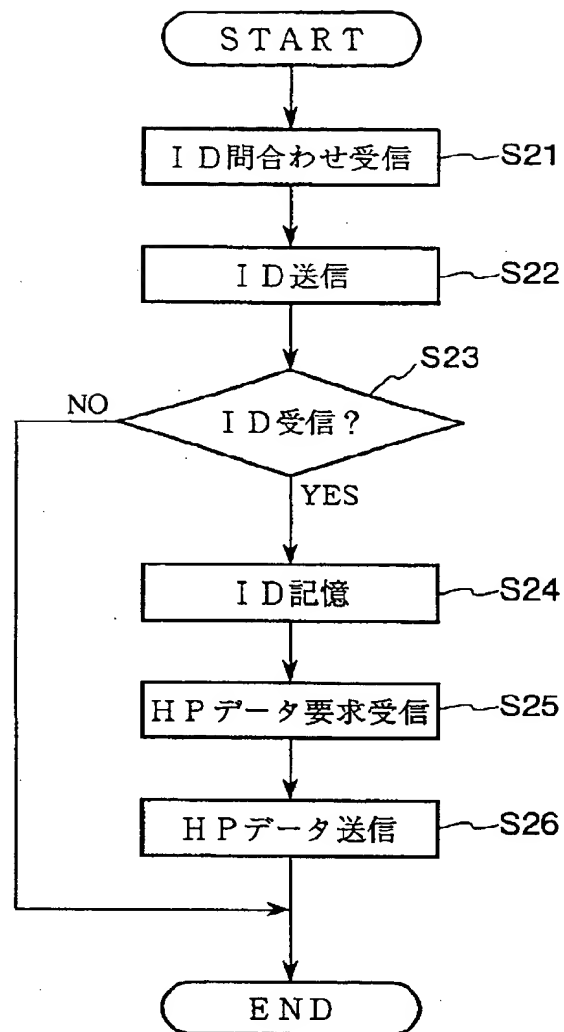 START
ID問合わせ受信
S21
ID送信
S22
S23
NO
ID受信?
YES
ID記憶
S24
HPデータ要求受信
S25
HPデータ送信
S26
END